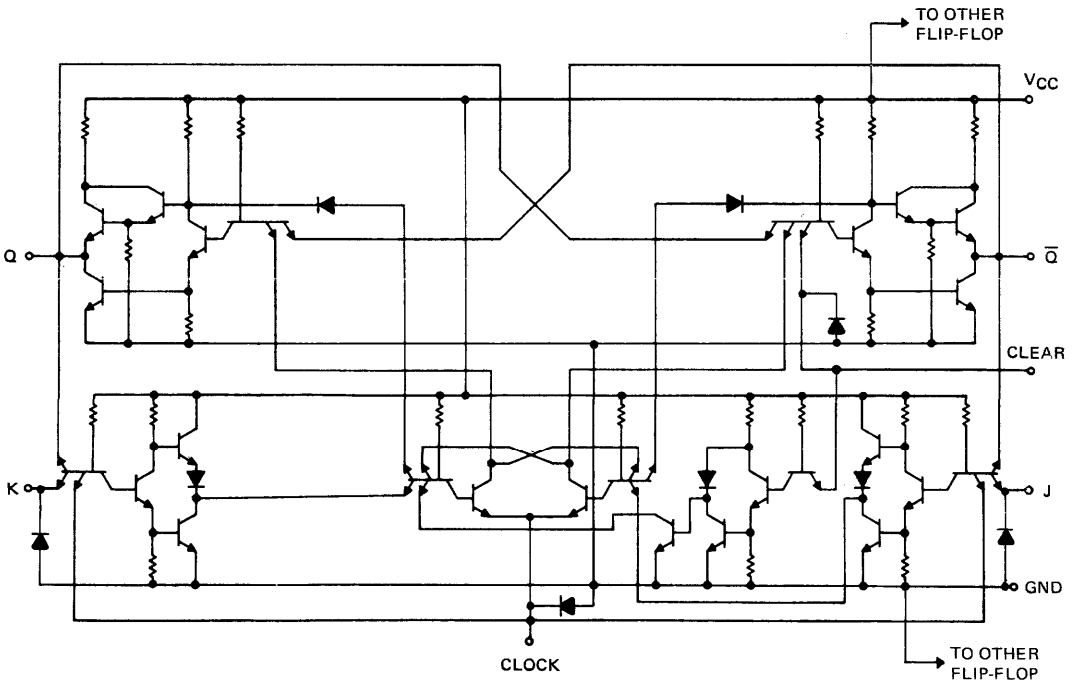 TO OTHER
FLIP-FLOP
VCC
Q
Q̅
CLEAR
K
J
GND
CLOCK
TO OTHER
FLIP-FLOP